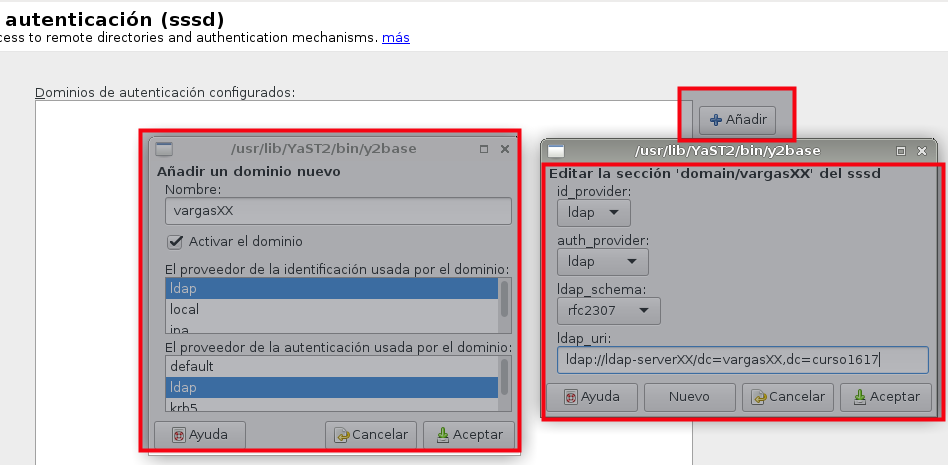 autenticación (sssd)
cess to remote directories and authentication mechanisms. más
Dominios de autenticación configurados:
Añadir
/usr/lib/YaST2/bin/y2base
Añadir un dominio nuevo
Nombre:
vargasXX
Activar el dominio
El proveedor de la identificación usada por el dominio:
ldap
local
ipa
El proveedor de la autenticación usada por el dominio:
default
ldap
krb5
Ayuda
Cancelar
Aceptar
/usr/lib/YaST2/bin/y2base
Editar la sección 'domain/vargasXX' del sssd
id_provider:
ldap
auth_provider:
ldap
ldap_schema:
rfc2307
ldap_uri:
ldap://ldap-serverXX/dc=vargasXX,dc=curso1617
Ayuda
Nuevo
Cancelar
Aceptar